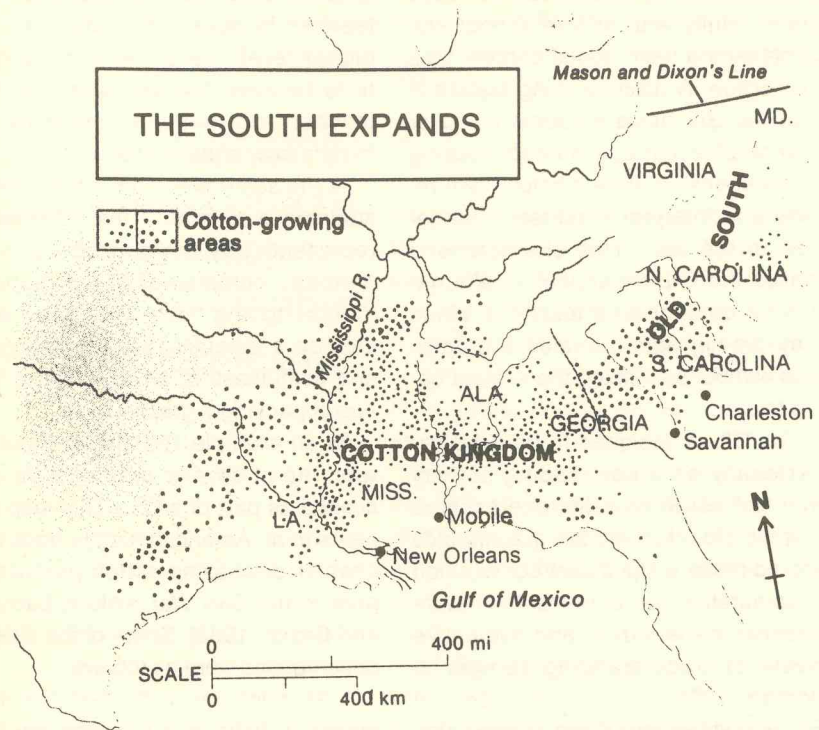 Mason and Dixon's Line
MD.
THE SOUTH EXPANDS
VIRGINIA
Cotton-growing
areas
OLD SOUTH
N. CAROLINA
Mississippi R.
S. CAROLINA
ALA.
Charleston
GEORGIA
Savannah
COTTON KINGDOM
MISS.
LA.
Mobile
N
New Orleans
Gulf of Mexico
0 400 mi
SCALE
0 400 km